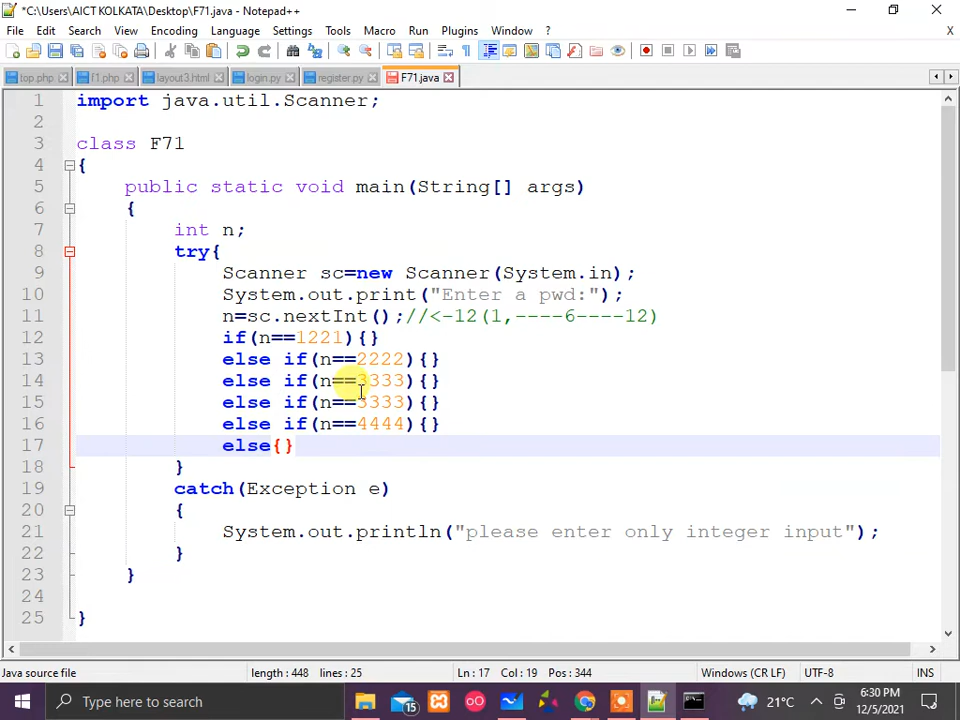 *C:\Users\AICT KOLKATA\Desktop\F71.java - Notepad++
File Edit Search View Encoding Language Settings Tools Macro Run Plugins Window ? X
top.php f1.php layout3.html login.py register.py F71.java
1 import java.util.Scanner;
2
3 class F71
4 {
5 public static void main(String[] args)
6 {
7 int n;
8 try{
9 Scanner sc=new Scanner(System.in);
10 System.out.print("Enter a pwd:");
11 n=sc.nextInt();//<-12(1,----6----12)
12 if(n==1221){}
13 else if(n==2222){}
14 else if(n==3333){}
15 else if(n==3333){}
16 else if(n==4444){}
17 else{}
18 }
19 catch(Exception e)
20 {
21 System.out.println("please enter only integer input");
22 }
23 }
24
25 }
Java source file length : 448 lines : 25 Ln : 17 Col : 19 Pos : 344 Windows (CR LF) UTF-8 INS
Type here to search 15 21°C 6:30 PM
12/5/2021